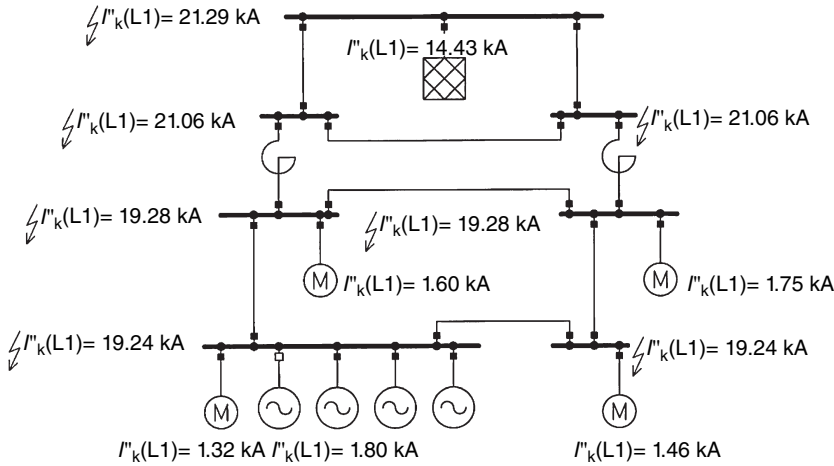 I"k(L1)= 21.29 kA
I"k(L1)= 14.43 kA
I"k(L1)= 21.06 kA
I"k(L1)= 21.06 kA
I"k(L1)= 19.28 kA
I"k(L1)= 19.28 kA
M
I"k(L1)= 1.60 kA
M
I"k(L1)= 1.75 kA
I"k(L1)= 19.24 kA
I"k(L1)= 19.24 kA
M
M
I"k(L1)= 1.32 kA
I"k(L1)= 1.80 kA
I"k(L1)= 1.46 kA